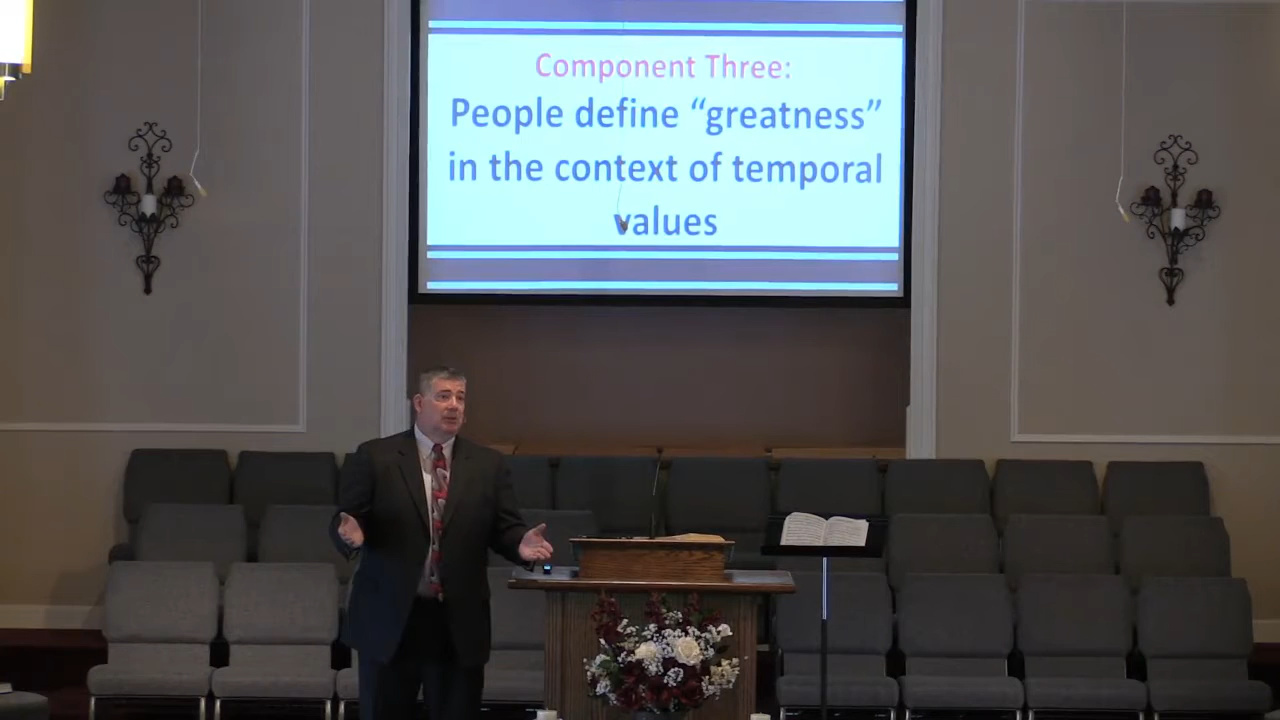 Component Three:
People define “greatness”
in the context of temporal
values